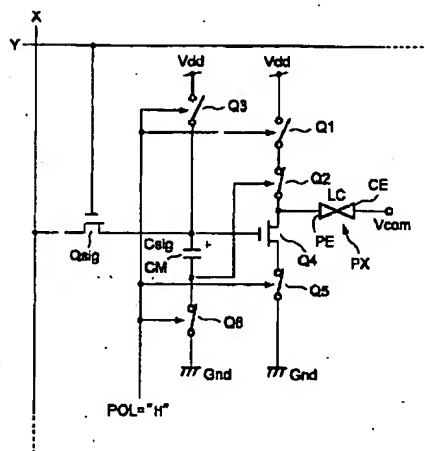 X
Y
Vdd
Vdd
Q3
Q1
Q2
LC
CE
Csig
+
Vcom
Qsig
CM
PE
Q4
PX
Q5
Q6
Gnd
Gnd
POL="H"